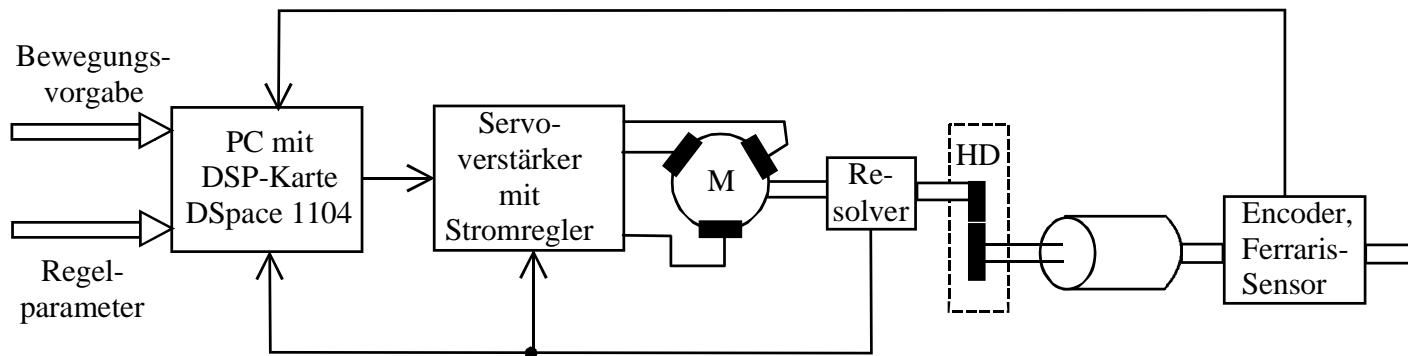 Bewegungs-
vorgabe
Regel-
parameter
PC mit
DSP-Karte
DSpace 1104
Servo-
verstärker
mit
Stromregler
M
Re-
solver
HD
Encoder,
Ferraris-
Sensor